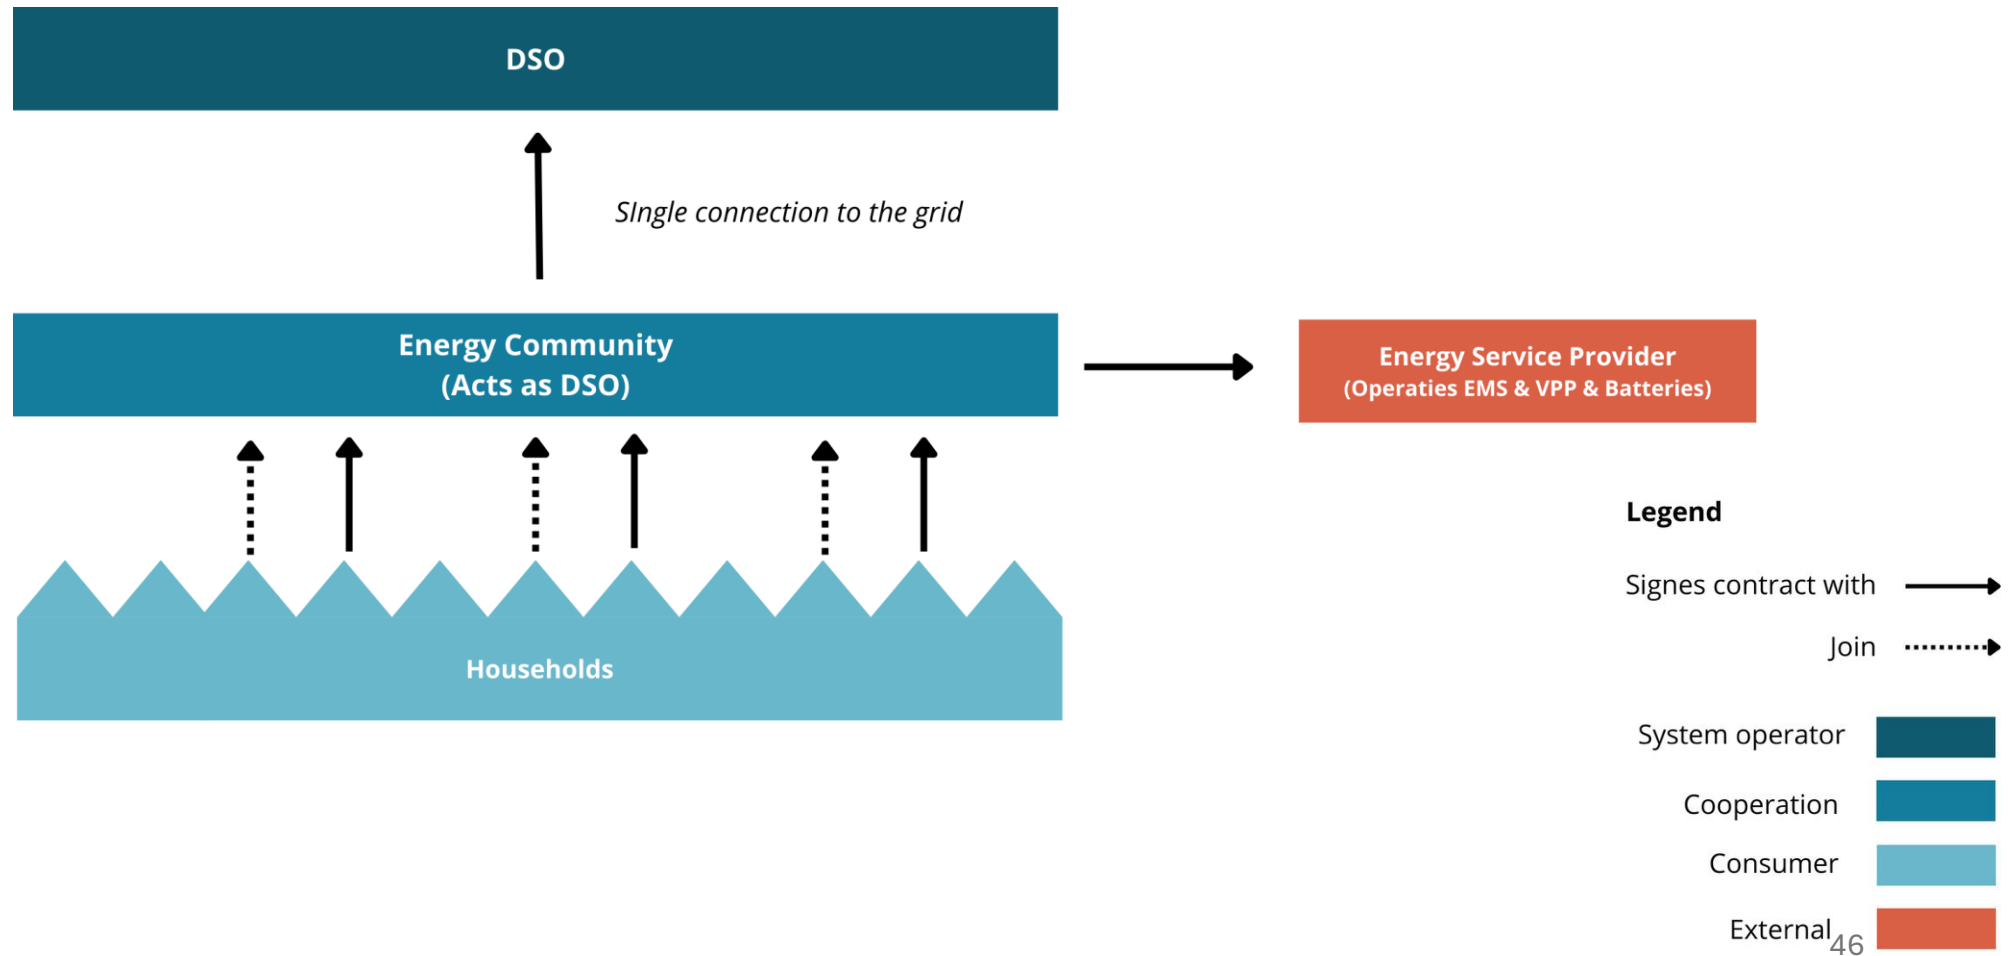 DSO
SIngle connection to the grid
Energy Community
(Acts as DSO)
Energy Service Provider
(Operaties EMS & VPP & Batteries)
Households
Legend
Signes contract with
Join
System operator
Cooperation
Consumer
External
46